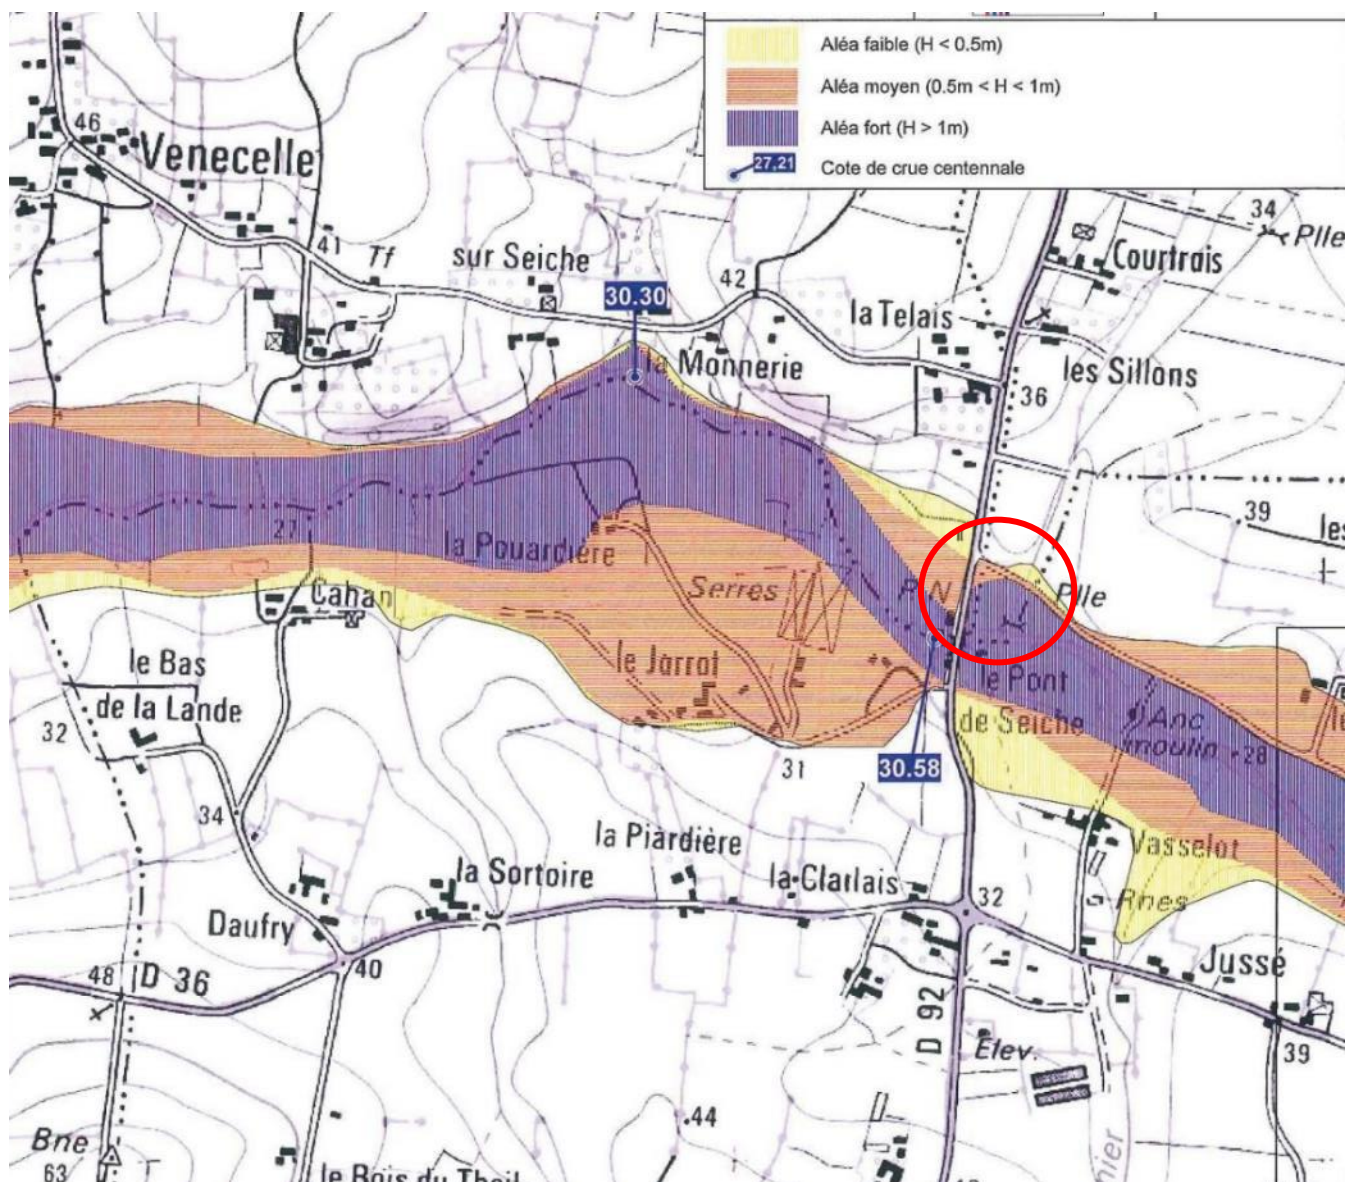 Aléa faible (H < 0.5m)
Aléa moyen (0.5m < H < 1m)
Aléa fort (H > 1m)
27,21
Cote de crue centennale
46
Venecelle
41
Tf
sur Seiche
30.30
42
34
Plle
Courtrais
la Telais
la Monnerie
les Sillons
36
39
les
27
la Pouardière
Serres
Plle
Cahan
le Bas
de la Lande
le Jarrot
le Pont
de Seiche
Anc
moulin
28
32
31
30.58
34
la Piardière
Vasselot
la Sortoire
la Clarlais
Rnes
32
Daufry
Jussé
48
D 36
40
D 92
Elev.
39
44
Bne
63
le Bois du Theil